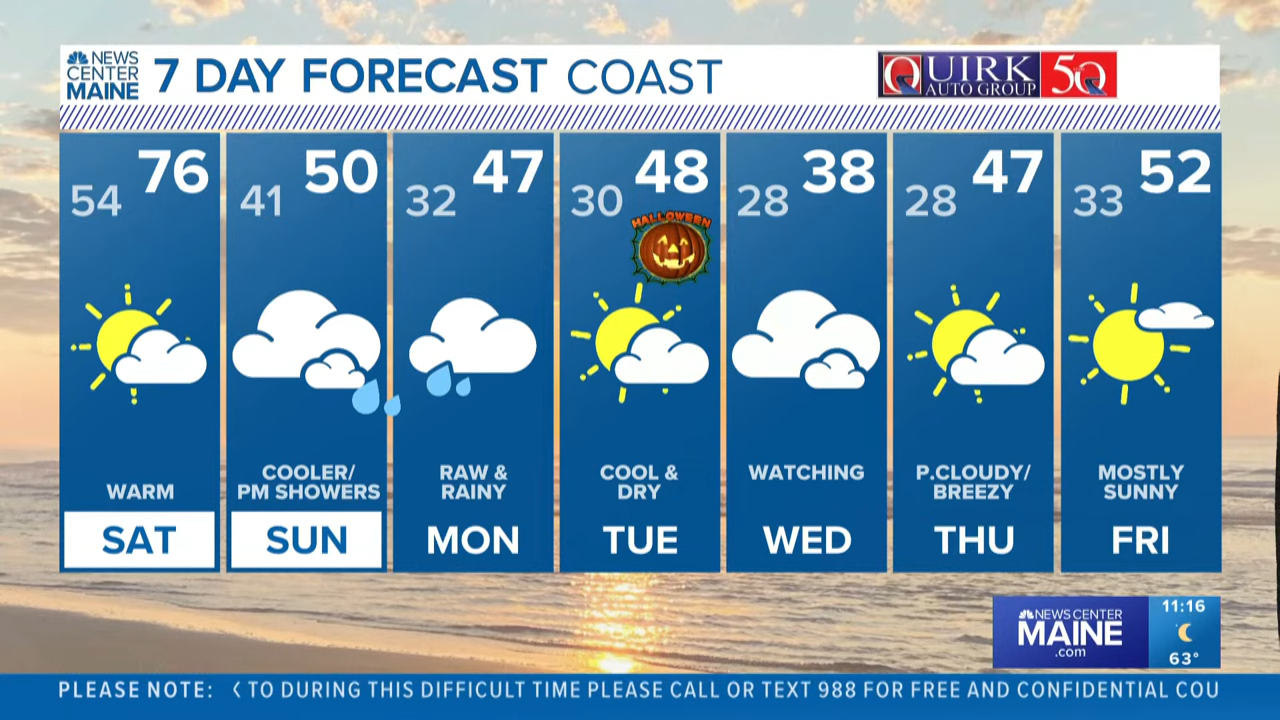 NEWS
CENTER
MAINE
7 DAY FORECAST COAST
QUIRK
AUTO GROUP
50
54 76
41 50
32 47
30 48
28 38
28 47
33 52
HALLOWEEN
WARM
COOLER/
PM SHOWERS
RAW &
RAINY
COOL &
DRY
WATCHING
P.CLOUDY/
BREEZY
MOSTLY
SUNNY
SAT
SUN
MON
TUE
WED
THU
FRI
NEWS CENTER
MAINE
.com
11:16
63°
PLEASE NOTE: TO DURING THIS DIFFICULT TIME PLEASE CALL OR TEXT 988 FOR FREE AND CONFIDENTIAL COU